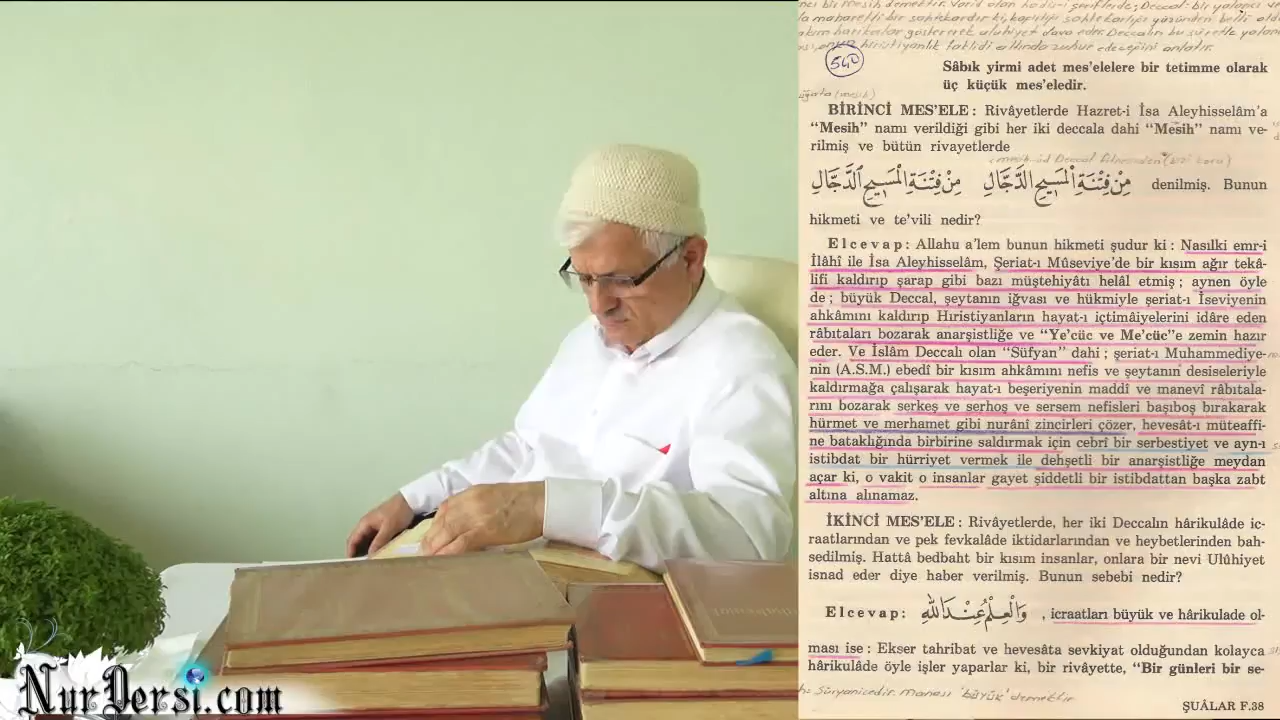 Sâbık yirmi adet mes'elelere bir tetimme olarak
üç küçük mes'eledir.
BİRİNCİ MES'ELE : Rivâyetlerde Hazret-i İsa Aleyhisselâm'a
"Mesih" namı verildiği gibi her iki deccala dahi "Mesih" namı ve-
rilmiş ve bütün rivayetlerde
مِنْ فِتْنَةِ الْمَسِيحِ الدَّجَّالِ مِنْ فِتْنَةِ الْمَسِيحِ الدَّجَّالِ denilmiş. Bunun
hikmeti ve te'vili nedir?
Elcevap : Allahu a'lem bunun hikmeti şudur ki : Nasılki emr-i
İlâhî ile İsa Aleyhisselâm, Şeriat-ı Mûseviye'de bir kısım ağır tekâ-
lifi kaldırıp şarap gibi bazı müştehiyâtı helâl etmiş ; aynen öyle
de ; büyük Deccal, şeytanın iğvası ve hükmiyle şeriat-ı İseviyenin
ahkâmını kaldırıp Hıristiyanların hayat-ı içtimâiyelerini idâre eden
râbıtaları bozarak anarşistliğe ve "Ye'cüc ve Me'cüc"e zemin hazır
eder. Ve İslâm Deccalı olan "Süfyan" dahi ; şeriat-ı Muhammediye-
nin (A.S.M.) ebedî bir kısım ahkâmını nefis ve şeytanın desiseleriyle
kaldırmağa çalışarak hayat-ı beşeriyenin maddî ve manevî râbıtala-
rını bozarak serkeş ve serhoş ve sersem nefisleri başıboş bırakarak
hürmet ve merhamet gibi nurânî zincirleri çözer, hevesât-ı müteaffi-
ne bataklığında birbirine saldırmak için cebrî bir serbestiyet ve ayn-ı
istibdat bir hürriyet vermek ile dehşetli bir anarşistliğe meydan
açar ki, o vakit o insanlar gayet şiddetli bir istibdattan başka zabt
altına alınamaz.
İKİNCİ MES'ELE : Rivâyetlerde, her iki Deccalın hârikulâde ic-
raatlarından ve pek fevkalâde iktidarlarından ve heybetlerinden bah-
sedilmiş. Hattâ bedbaht bir kısım insanlar, onlara bir nevi Ulûhiyet
isnad eder diye haber verilmiş. Bunun sebebi nedir?
Elcevap: وَالْعِلْمُ عِنْدَ اللّٰهِ , icraatları büyük ve hârikulade ol-
ması ise : Ekser tahribat ve hevesâta sevkiyat olduğundan kolayca
hârikulâde öyle işler yaparlar ki, bir rivâyette, "Bir günleri bir se-
Süryanicedir. manası 'büyük' demektir
ŞUÂLAR F.38
NurDersi.com